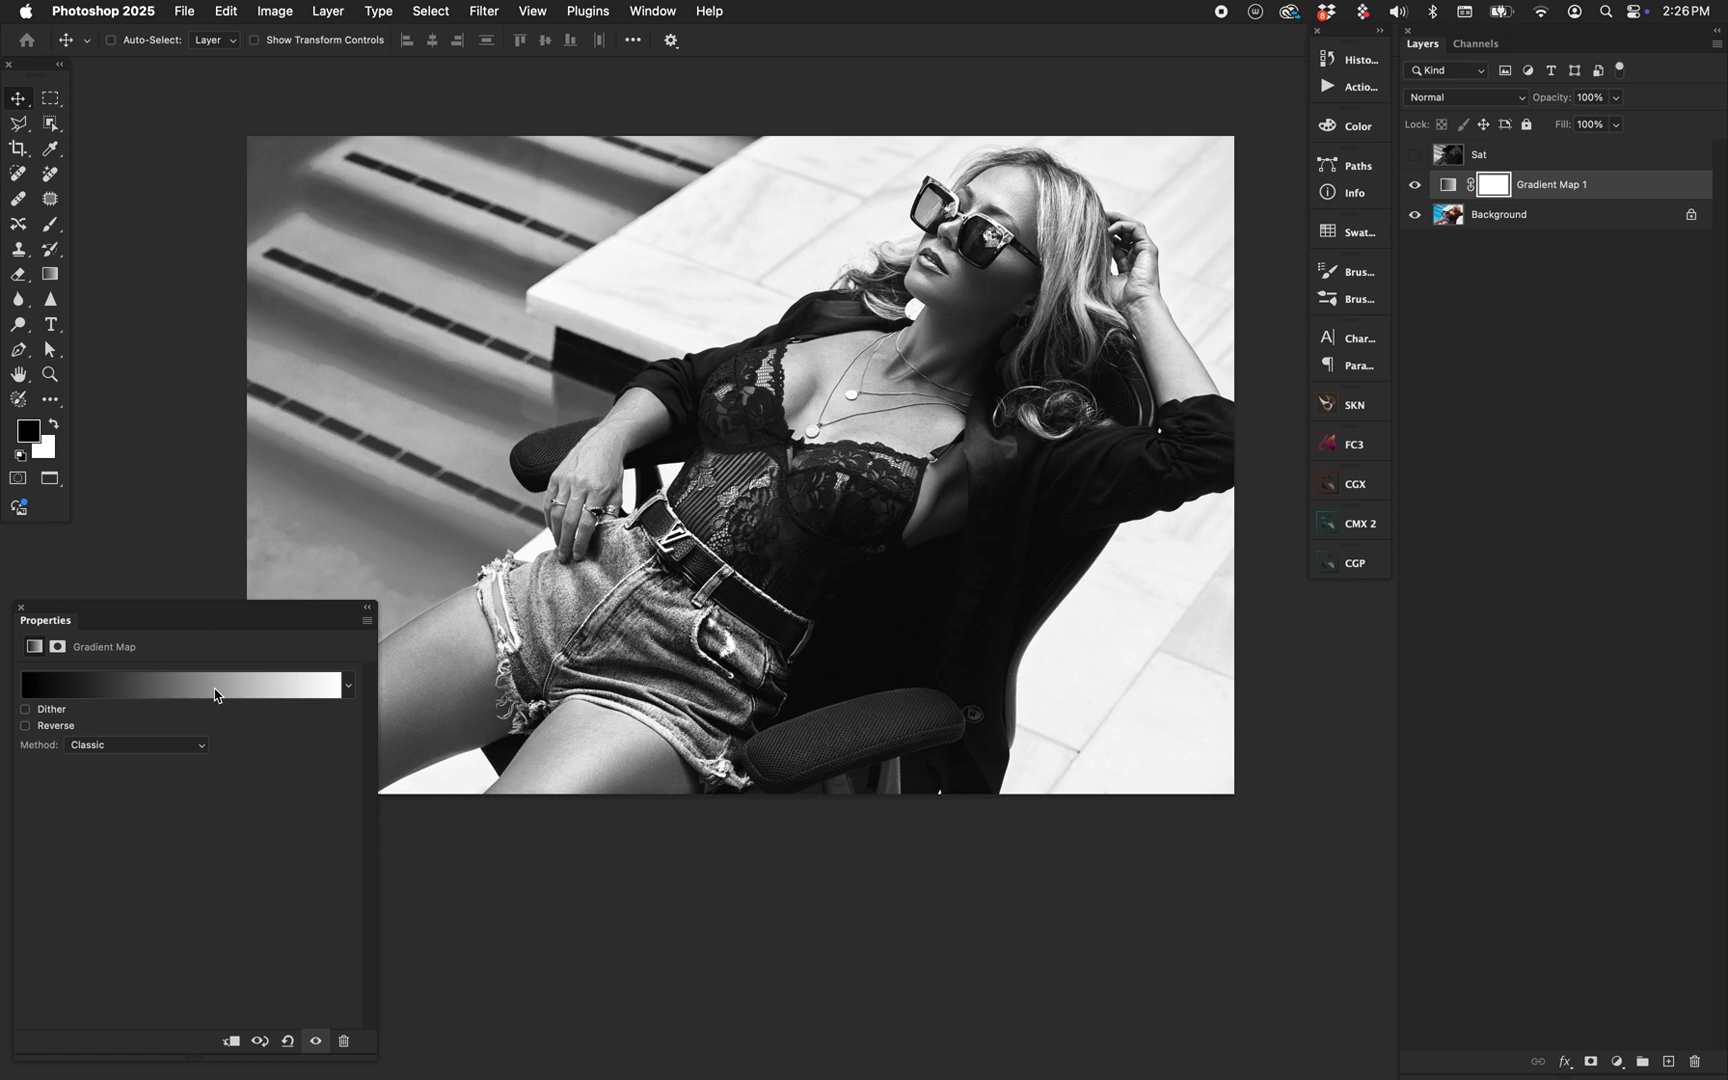 Photoshop 2025 File Edit Image Layer Type Select Filter View Plugins Window Help 8 2:26 PM
Auto-Select: Layer Show Transform Controls
Layers Channels
Histo...
Kind
Actio...
Normal Opacity: 100%
Lock: Fill: 100%
Color
Sat
Paths
Gradient Map 1
Info
Background
Swat...
Brus...
Brus...
Char...
Para...
SKN
FC3
CGX
CMX 2
CGP
Properties
Gradient Map
Dither
Reverse
Method: Classic